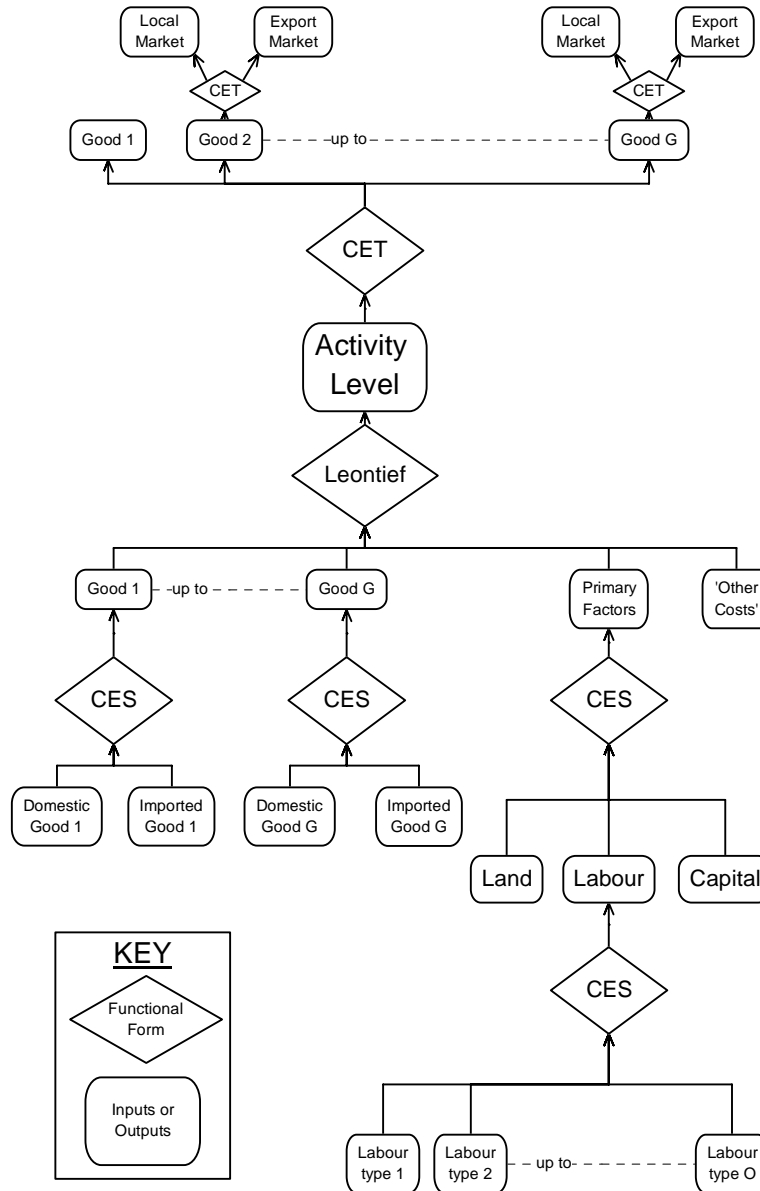 Local
Market
Export
Market
Local
Market
Export
Market
CET
CET
Good 1
Good 2
up to
Good G
CET
Activity
Level
Leontief
Good 1
up to
Good G
Primary
Factors
'Other
Costs'
CES
CES
CES
Domestic
Good 1
Imported
Good 1
Domestic
Good G
Imported
Good G
Land
Labour
Capital
KEY
Functional
Form
Inputs or
Outputs
CES
Labour
type 1
Labour
type 2
up to
Labour
type O